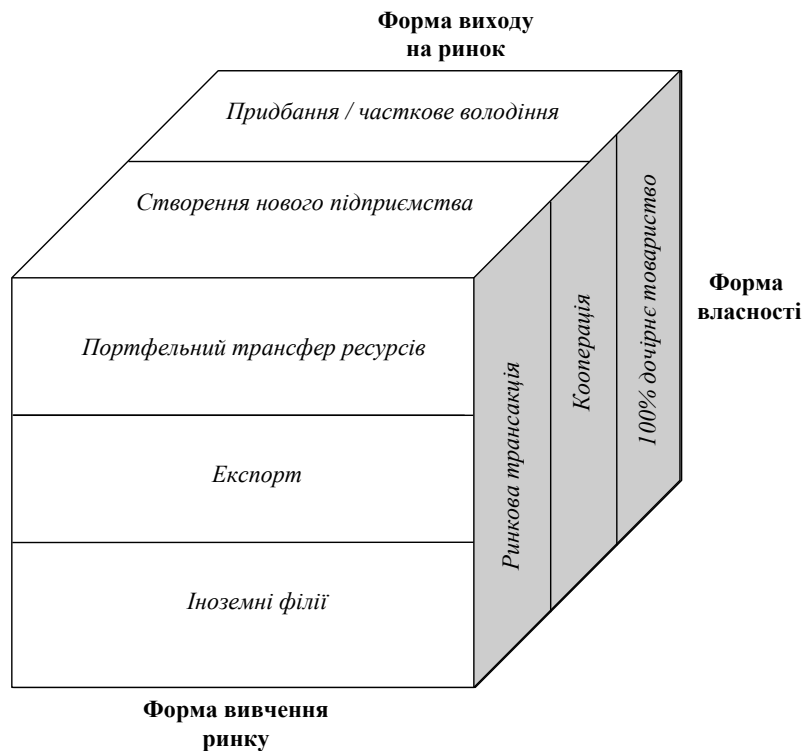 Форма виходу
на ринок
Придбання / часткове володіння
Створення нового підприємства
Портфельний трансфер ресурсів
Експорт
Іноземні філії
Ринкова трансакція
Кооперація
100% дочірнє товариство
Форма
власності
Форма вивчення
ринку